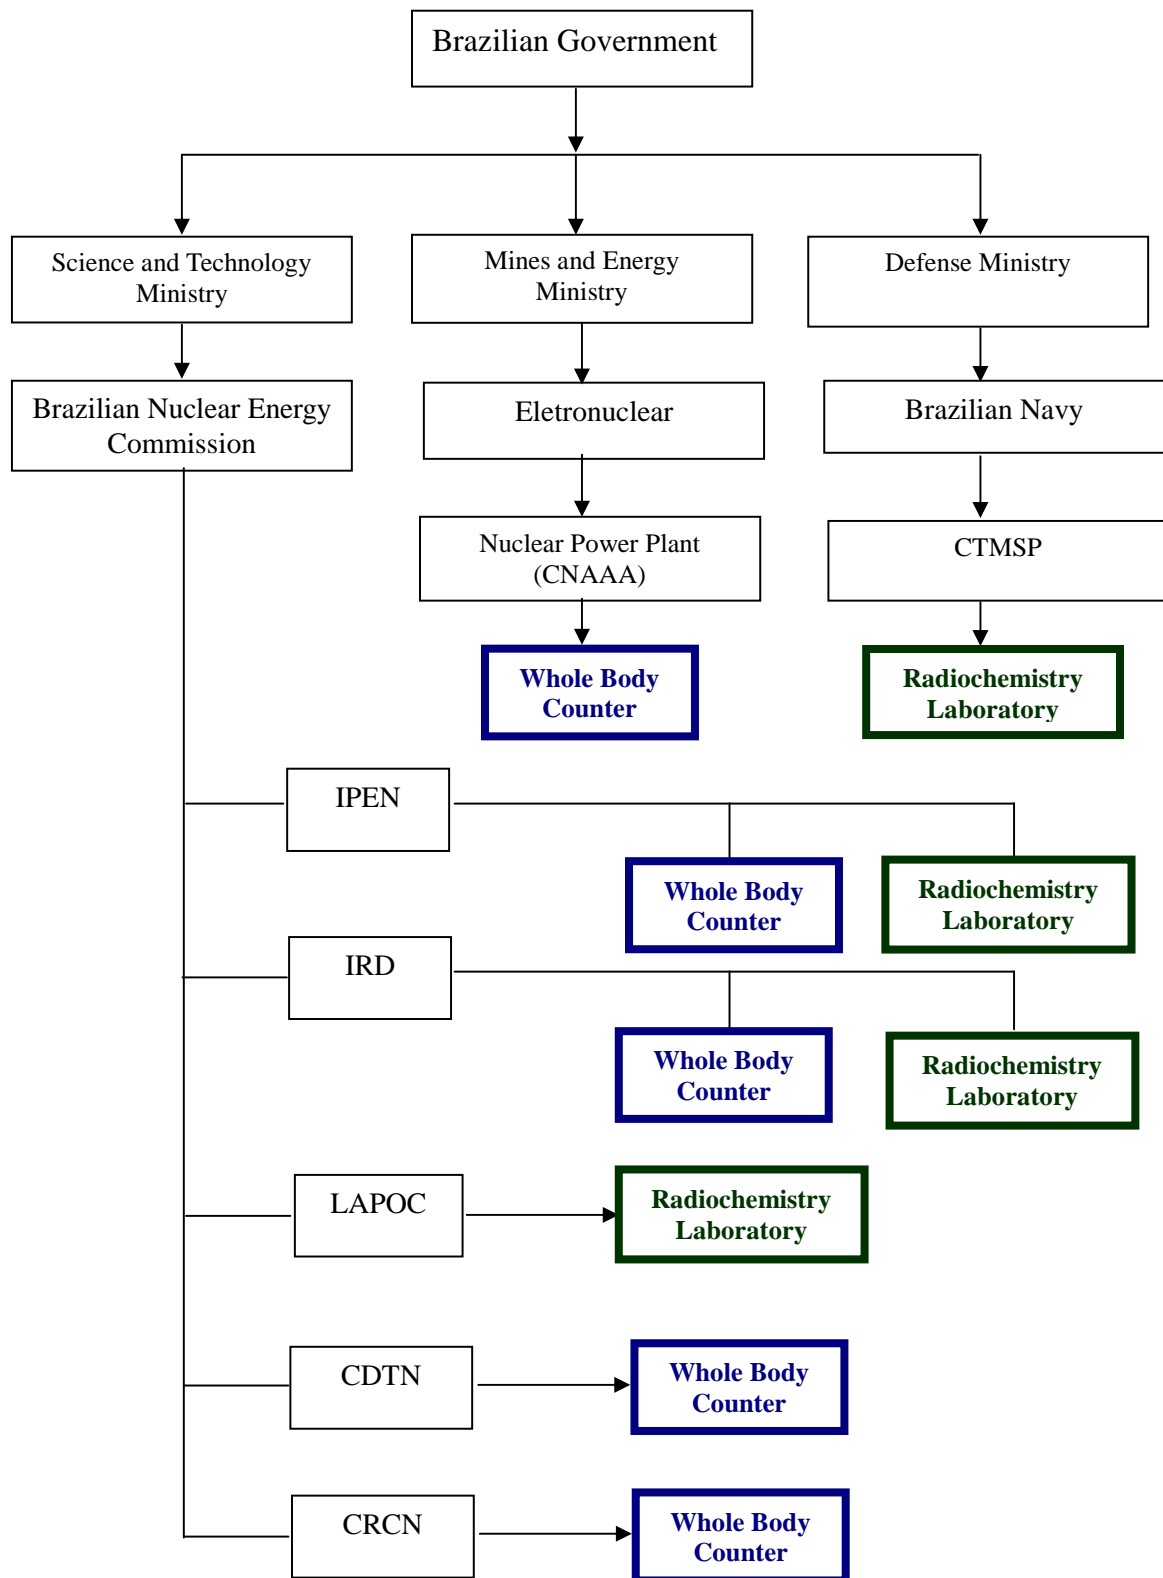 Brazilian Government
Science and Technology
Ministry
Mines and Energy
Ministry
Defense Ministry
Brazilian Nuclear Energy
Commission
Eletronuclear
Brazilian Navy
Nuclear Power Plant
(CNAAA)
CTMSP
Whole Body
Counter
Radiochemistry
Laboratory
IPEN
Whole Body
Counter
Radiochemistry
Laboratory
IRD
Whole Body
Counter
Radiochemistry
Laboratory
LAPOC
Radiochemistry
Laboratory
CDTN
Whole Body
Counter
CRCN
Whole Body
Counter